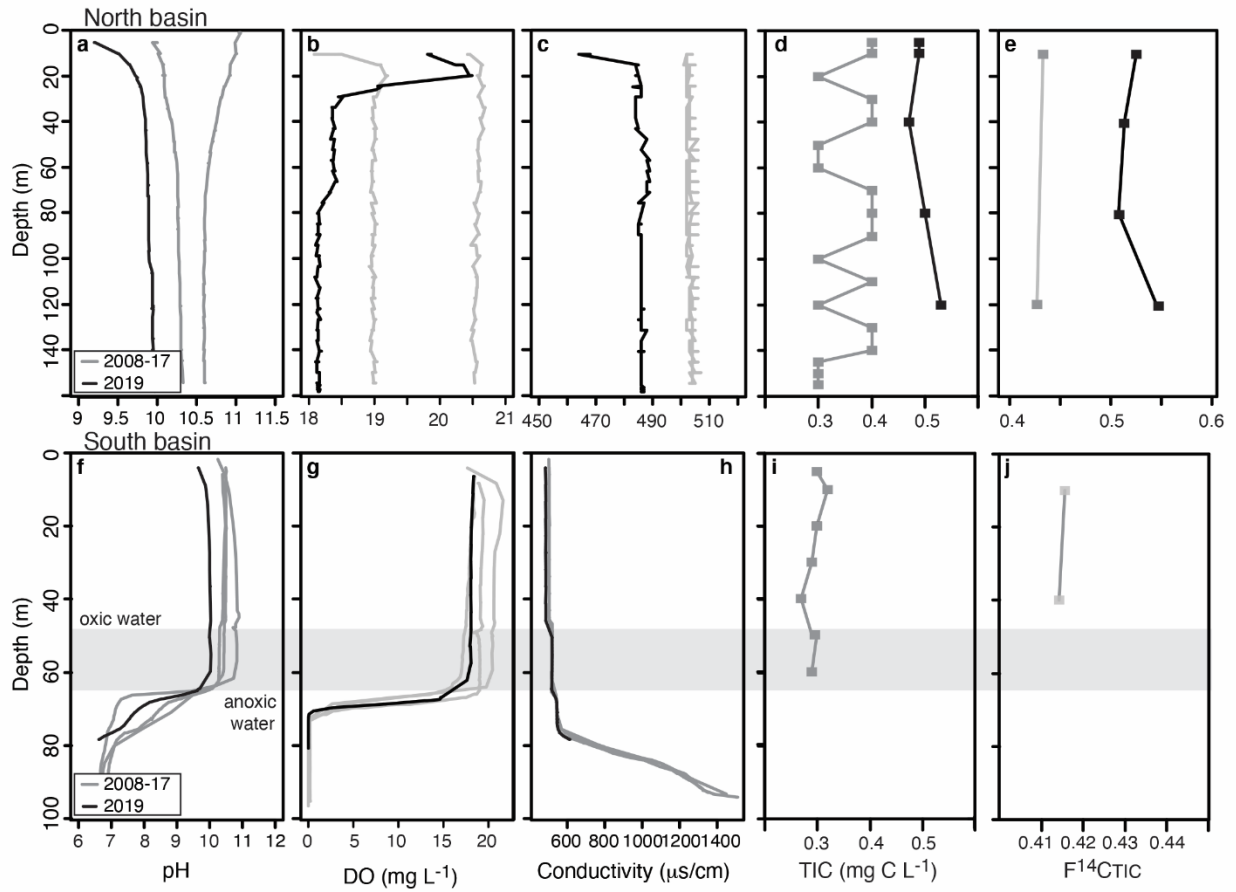 North basin
a
b
c
d
e
Depth (m)
0
20
40
60
80
100
120
140
2008-17
2019
9 9.5 10 10.5 11 11.5
18 19 20 21
450 470 490 510
0.3 0.4 0.5
0.4 0.5 0.6
South basin
f
g
h
i
j
Depth (m)
0
20
40
60
80
100
oxic water
anoxic
water
2008-17
2019
6 7 8 9 10 11 12
0 5 10 15 20
600 800 1000 1200 1400
0.3 0.4 0.5
0.41 0.42 0.43 0.44
pH
DO (mg L⁻¹)
Conductivity (µs/cm)
TIC (mg C L⁻¹)
F¹⁴CTIC